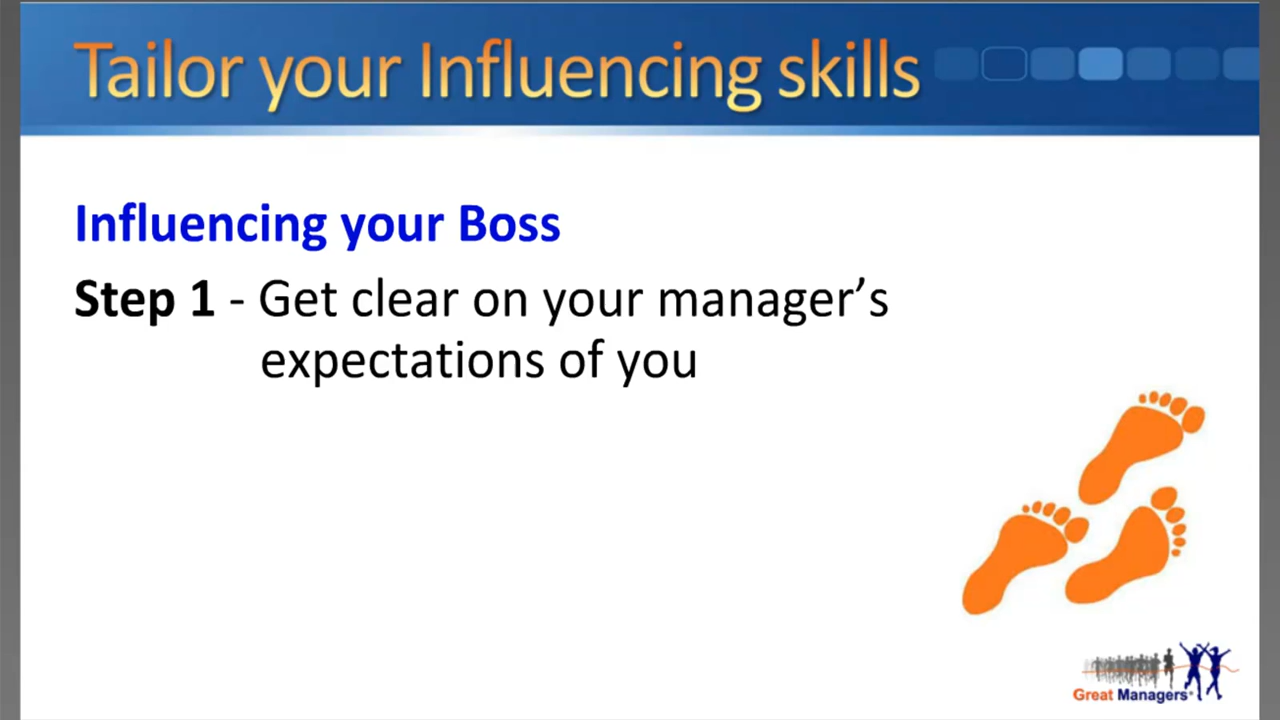 Tailor your Influencing skills
Influencing your Boss
Step 1 - Get clear on your manager’s
expectations of you
Great Managers